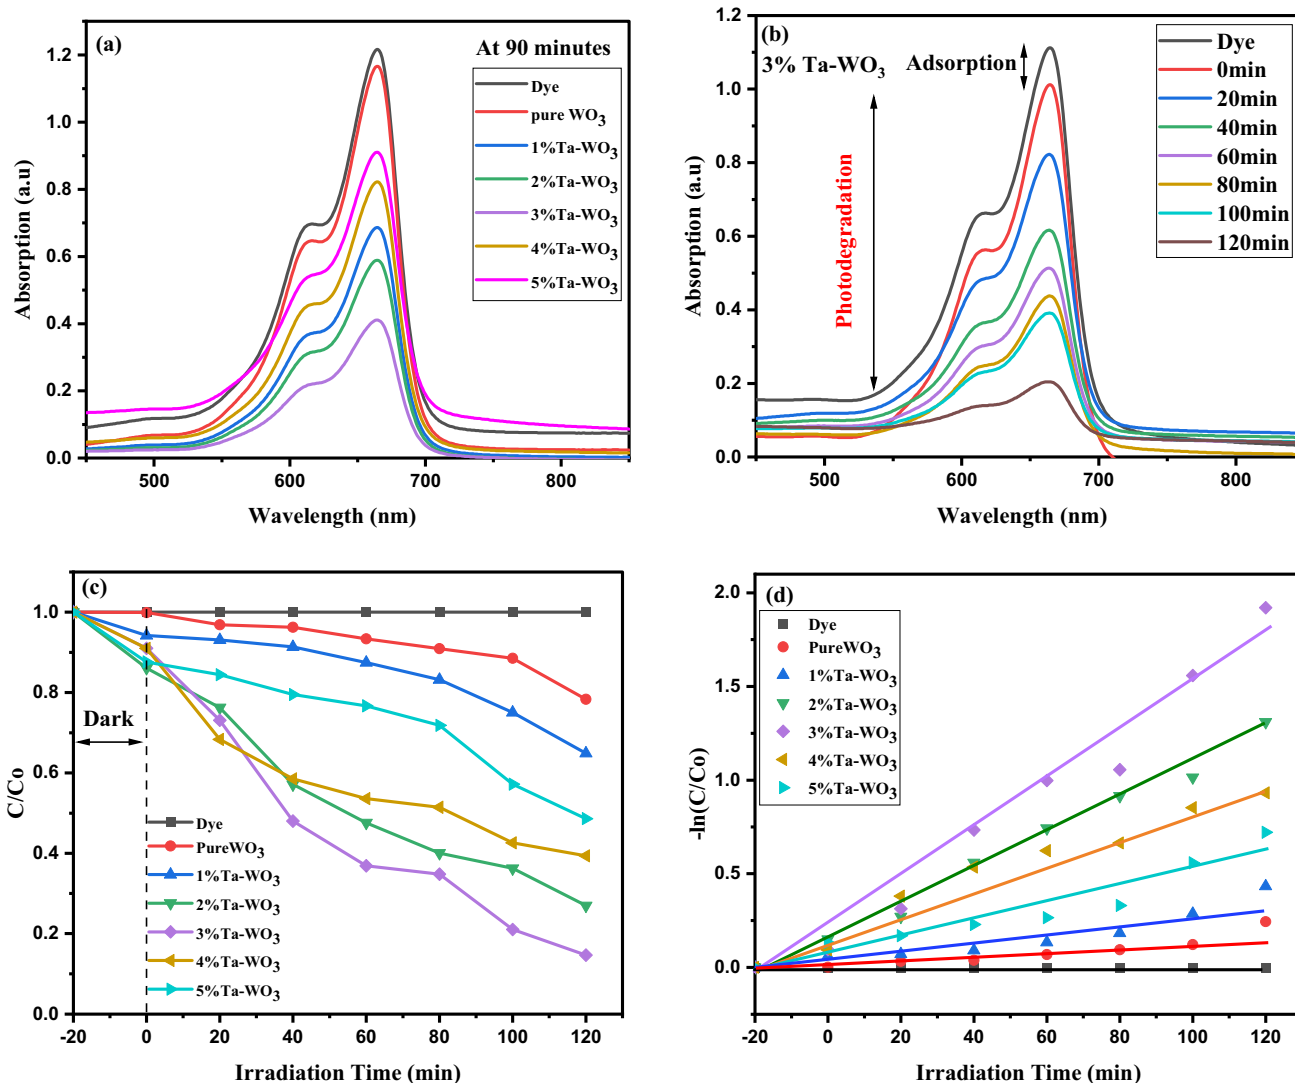 (a)
At 90 minutes
Dye
pure WO₃
1%Ta-WO₃
2%Ta-WO₃
3%Ta-WO₃
4%Ta-WO₃
5%Ta-WO₃
1.2
1.0
0.8
0.6
0.4
0.2
0.0
500
600
700
800
Absorption (a.u)
Wavelength (nm)
(b)
3% Ta-WO₃
Adsorption
Photodegradation
Dye
0min
20min
40min
60min
80min
100min
120min
1.2
1.0
0.8
0.6
0.4
0.2
0.0
500
600
700
800
Absorption (a.u)
Wavelength (nm)
(c)
Dark
Dye
PureWO₃
1%Ta-WO₃
2%Ta-WO₃
3%Ta-WO₃
4%Ta-WO₃
5%Ta-WO₃
1.0
0.8
0.6
0.4
0.2
0.0
-20
0
20
40
60
80
100
120
C/Co
Irradiation Time (min)
(d)
Dye
PureWO₃
1%Ta-WO₃
2%Ta-WO₃
3%Ta-WO₃
4%Ta-WO₃
5%Ta-WO₃
2.0
1.5
1.0
0.5
0.0
-20
0
20
40
60
80
100
120
-ln(C/Co)
Irradiation Time (min)